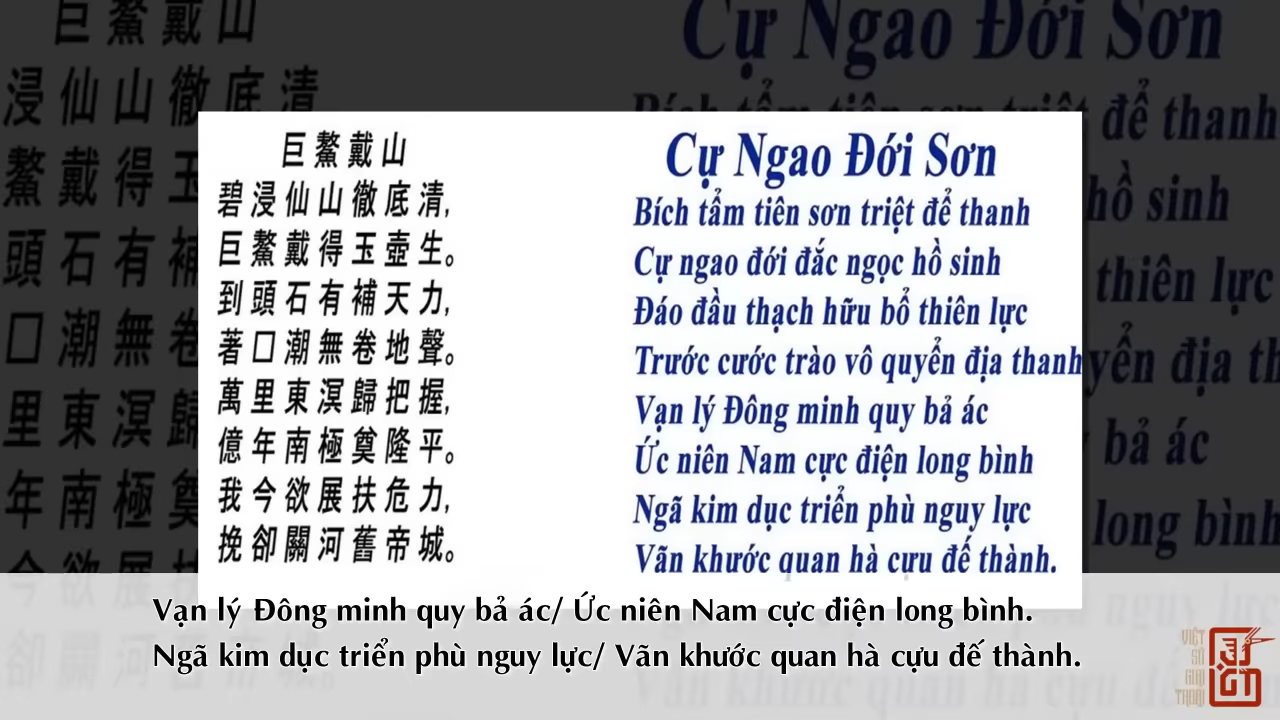 巨鰲戴山
碧浸仙山徹底清,
巨鰲戴得玉壺生。
到頭石有補天力,
著囗潮無卷地聲。
萬里東溟歸把握,
億年南極奠隆平。
我今欲展扶危力,
挽卻關河舊帝城。
Cự Ngao Đới Sơn
Bích tẩm tiên sơn triệt để thanh
Cự ngao đới đắc ngọc hồ sinh
Đáo đầu thạch hữu bổ thiên lực
Trước cước trào vô quyển địa thanh
Vạn lý Đông minh quy bả ác
Ức niên Nam cực điện long bình
Ngã kim dục triển phù nguy lực
Vãn khước quan hà cựu đế thành.
Vạn lý Đông minh quy bả ác/ Ức niên Nam cực điện long bình.
Ngã kim dục triển phù nguy lực/ Vãn khước quan hà cựu đế thành.
VIỆT
SỬ
GIAI
THOẠI